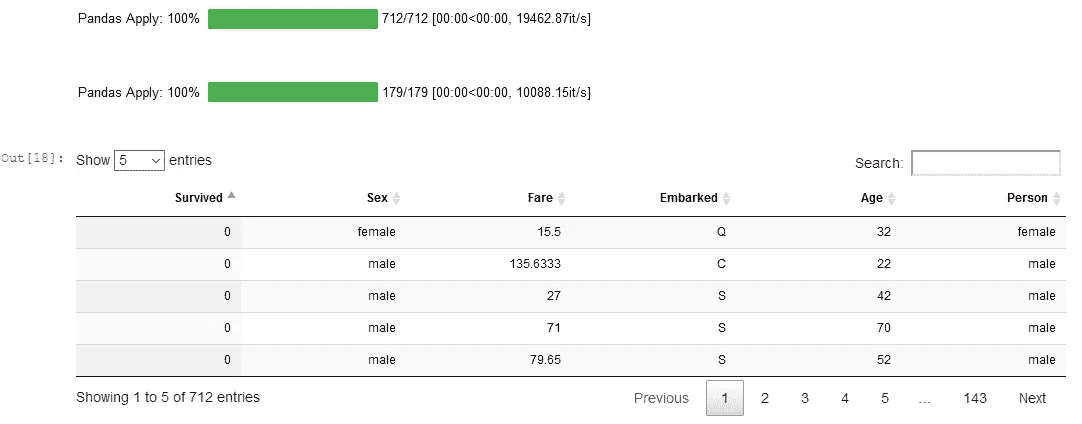 Pandas Apply: 100% 712/712 [00:00<00:00, 19462.87it/s]
Pandas Apply: 100% 179/179 [00:00<00:00, 10088.15it/s]
Out[18]: Show 5 entries Search:
Survived Sex Fare Embarked Age Person
0 female 15.5 Q 32 female
0 male 135.6333 C 22 male
0 male 27 S 42 male
0 male 71 S 70 male
0 male 79.65 S 52 male
Showing 1 to 5 of 712 entries Previous 1 2 3 4 5 ... 143 Next